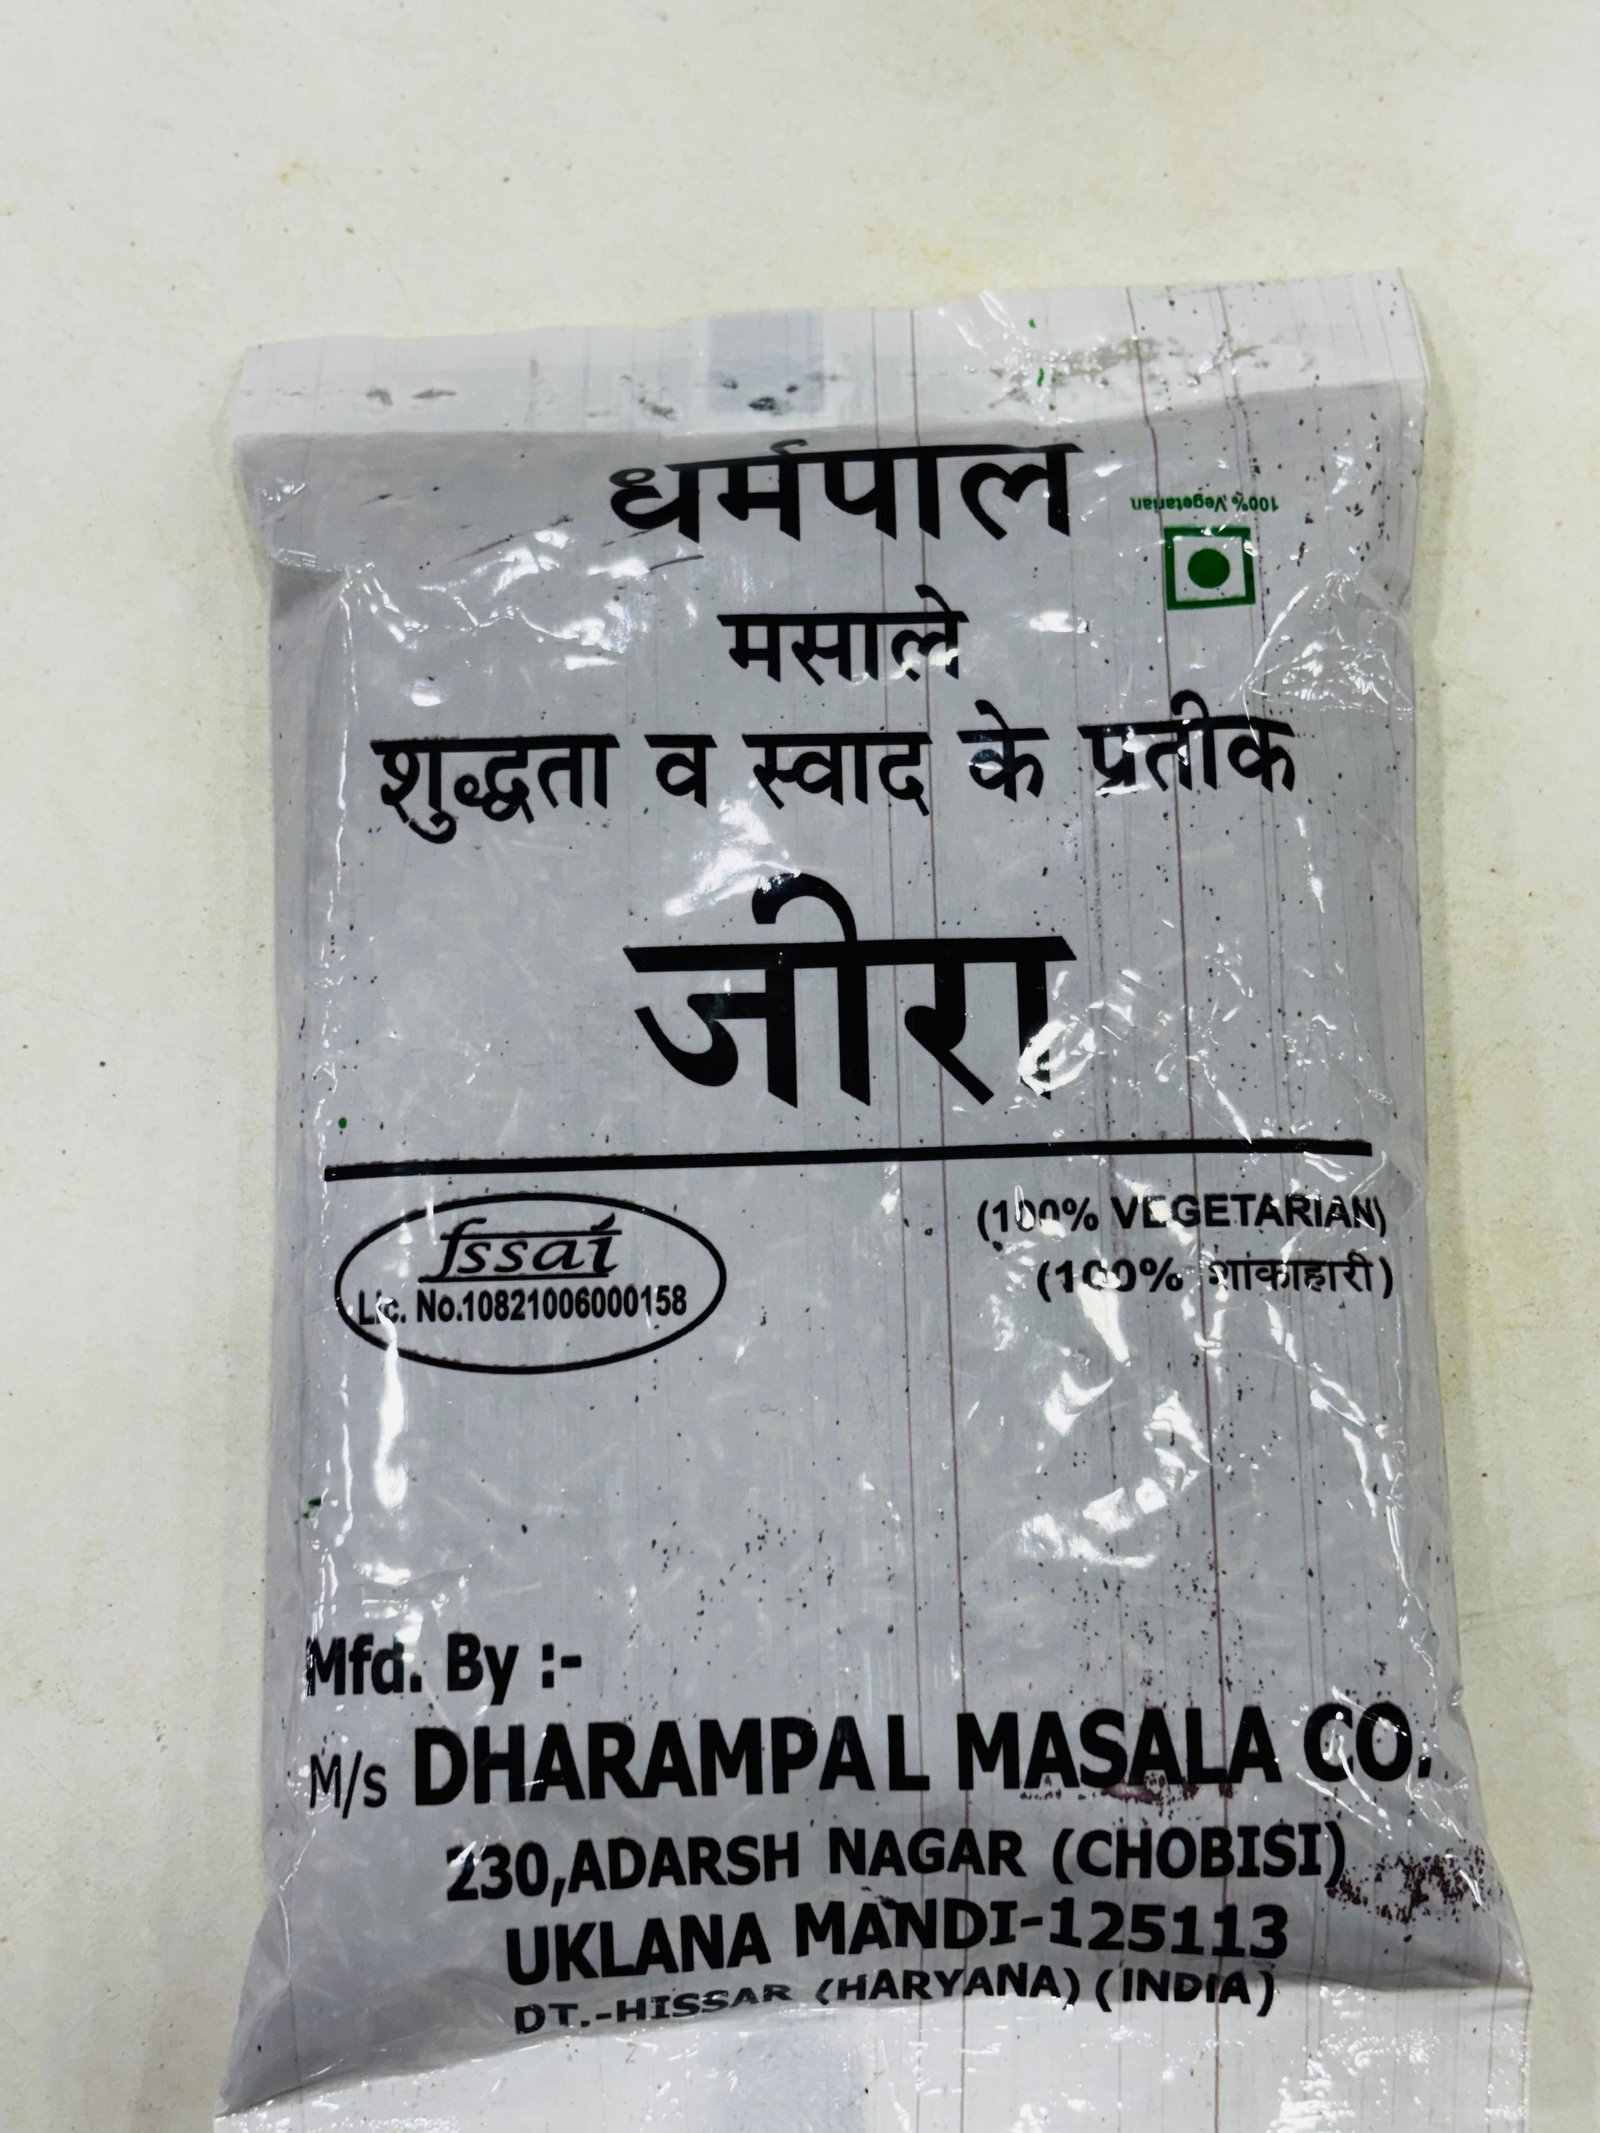 धर्मपाल
100% Vegetarian
मसाले
शुद्धता व स्वाद के प्रतीक
जीरा
(100% VEGETARIAN)
(100% शांकाहारी)
fssai
Lic. No.10821006000158
Mfd. By :-
M/s DHARAMPAL MASALA CO.
230,ADARSH NAGAR (CHOBISI)
UKLANA MANDI-125113
DT.-HISSAR (HARYANA) (INDIA)